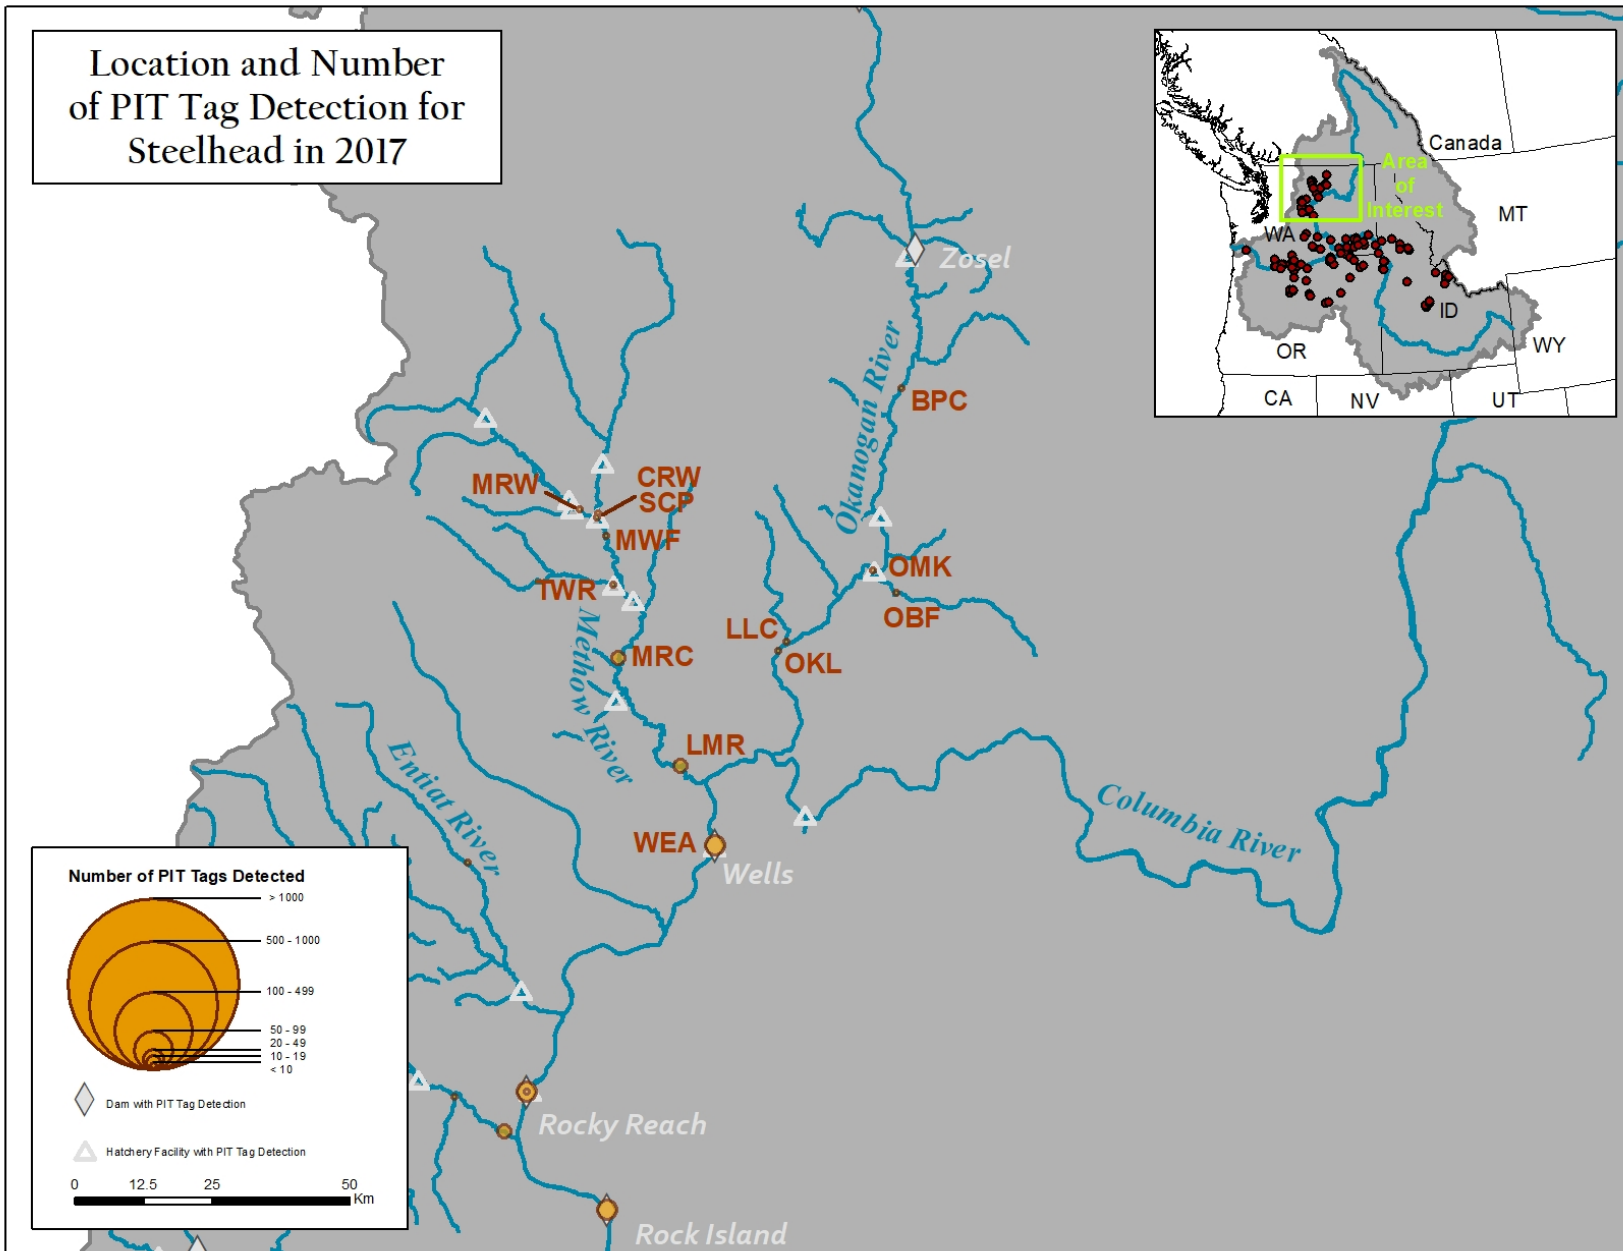 Location and Number
of PIT Tag Detection for
Steelhead in 2017
Canada
Area
of
Interest
MT
WA
ID
OR
WY
CA
NV
UT
Zosel
Okanogan River
BPC
MRW
CRW
SCP
MWF
TWR
OMK
OBF
LLC
OKL
MRC
Methow River
LMR
Entiat River
Columbia River
WEA
Wells
Rocky Reach
Rock Island
Number of PIT Tags Detected
> 1000
500 - 1000
100 - 499
50 - 99
20 - 49
10 - 19
< 10
Dam with PIT Tag Detection
Hatchery Facility with PIT Tag Detection
0 12.5 25 50
Km